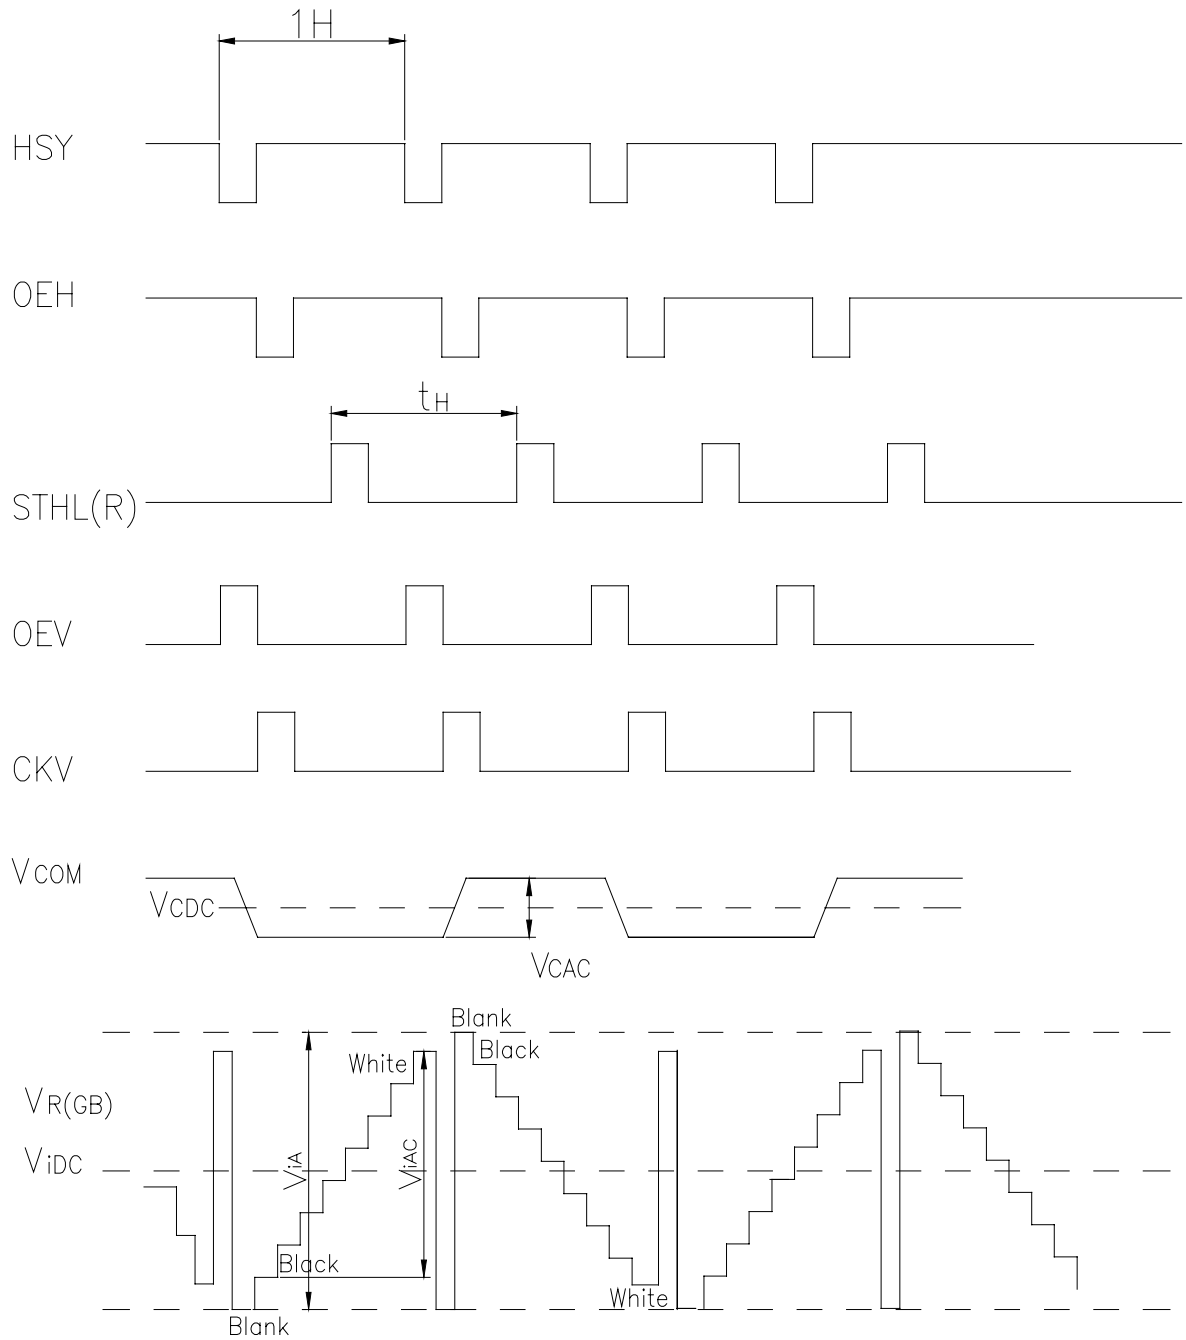 1H
HSY
OEH
tH
STHL(R)
OEV
CKV
VCOM
VCDC
VCAC
Blank
Black
White
VR(GB)
ViDC
ViA
ViAC
Black
White
Blank